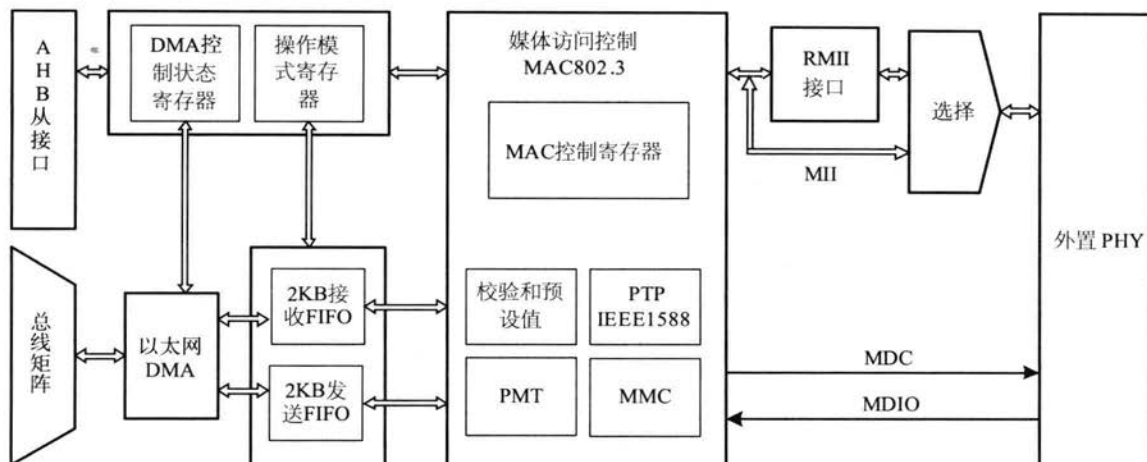 AHB从接口
DMA控
制状态
寄存器
操作模
式寄存
器
媒体访问控制
MAC802.3
MAC控制寄存器
RMII
接口
MII
选择
外置 PHY
总线矩阵
以太网
DMA
2KB接
收FIFO
2KB发
送FIFO
校验和预
设值
PTP
IEEE1588
PMT
MMC
MDC
MDIO